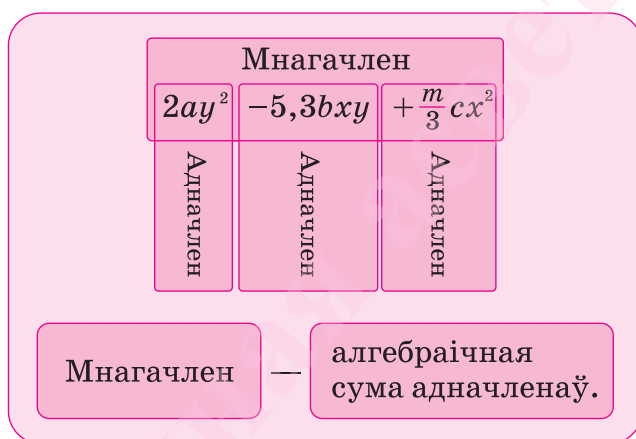 Мнагачлен
2ay² −5,3bxy +m/3 cx²
Адначлен
Адначлен
Адначлен
Мнагачлен — алгебраічная
сума адначленаў.